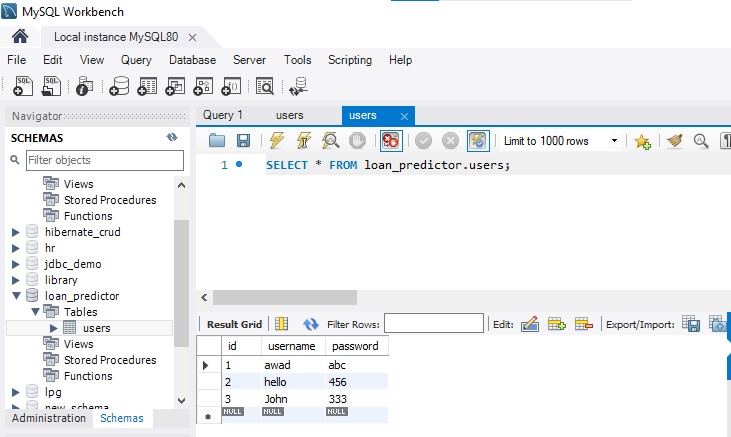 MySQL Workbench
Local instance MySQL80
File Edit View Query Database Server Tools Scripting Help
Navigator
SCHEMAS
Filter objects
Views
Stored Procedures
Functions
hibernate_crud
hr
jdbc_demo
library
loan_predictor
Tables
users
Views
Stored Procedures
Functions
lpg
new_schema
Administration Schemas
Query 1 users users
Limit to 1000 rows
1 SELECT * FROM loan_predictor.users;
Result Grid Filter Rows: Edit: Export/Import:
id username password
1 awad abc
2 hello 456
3 John 333
NULL NULL NULL